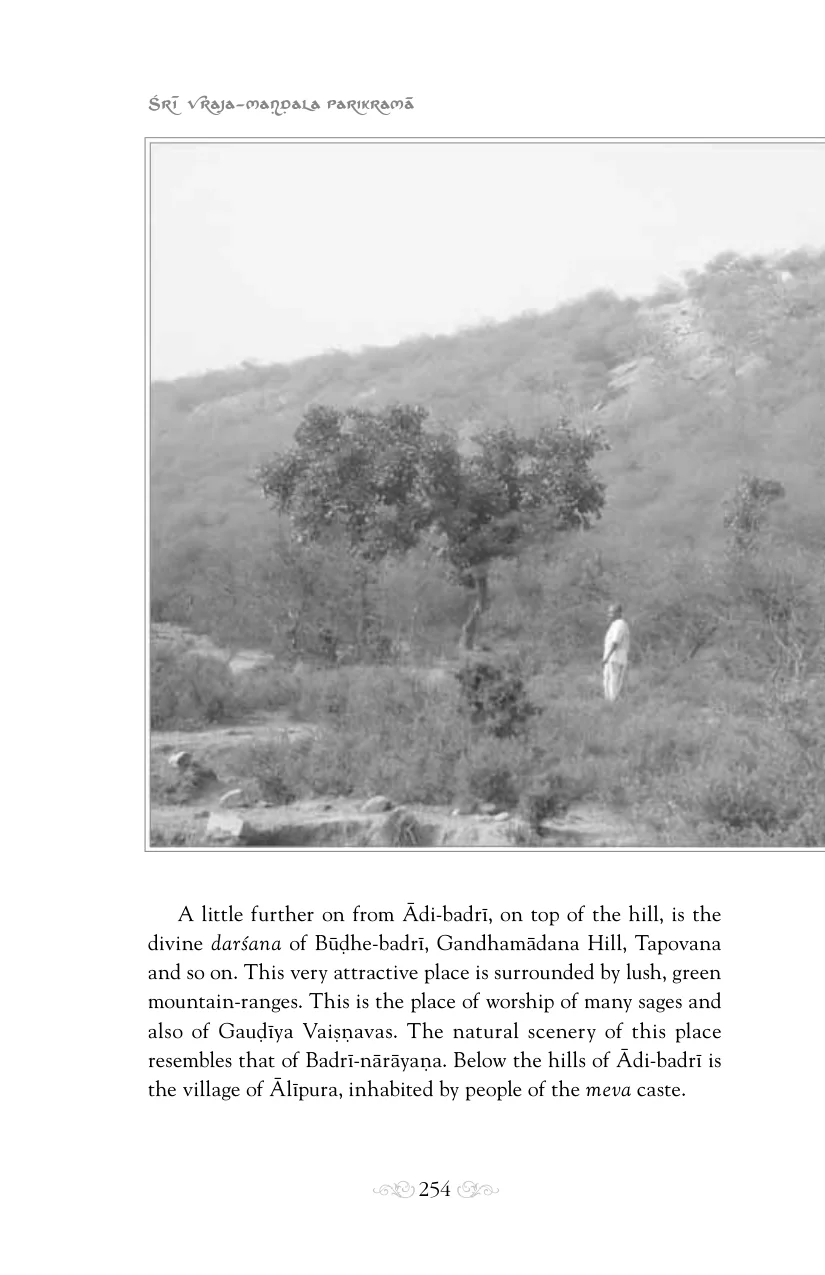 Śrī Vraja-maṇḍala Parikramā
A little further on from Ādi-badrī, on top of the hill, is the
divine darśana of Būḍhe-badrī, Gandhamādana Hill, Tapovana
and so on. This very attractive place is surrounded by lush, green
mountain-ranges. This is the place of worship of many sages and
also of Gauḍīya Vaiṣṇavas. The natural scenery of this place
resembles that of Badrī-nārāyaṇa. Below the hills of Ādi-badrī is
the village of Ālīpura, inhabited by people of the meva caste.
254